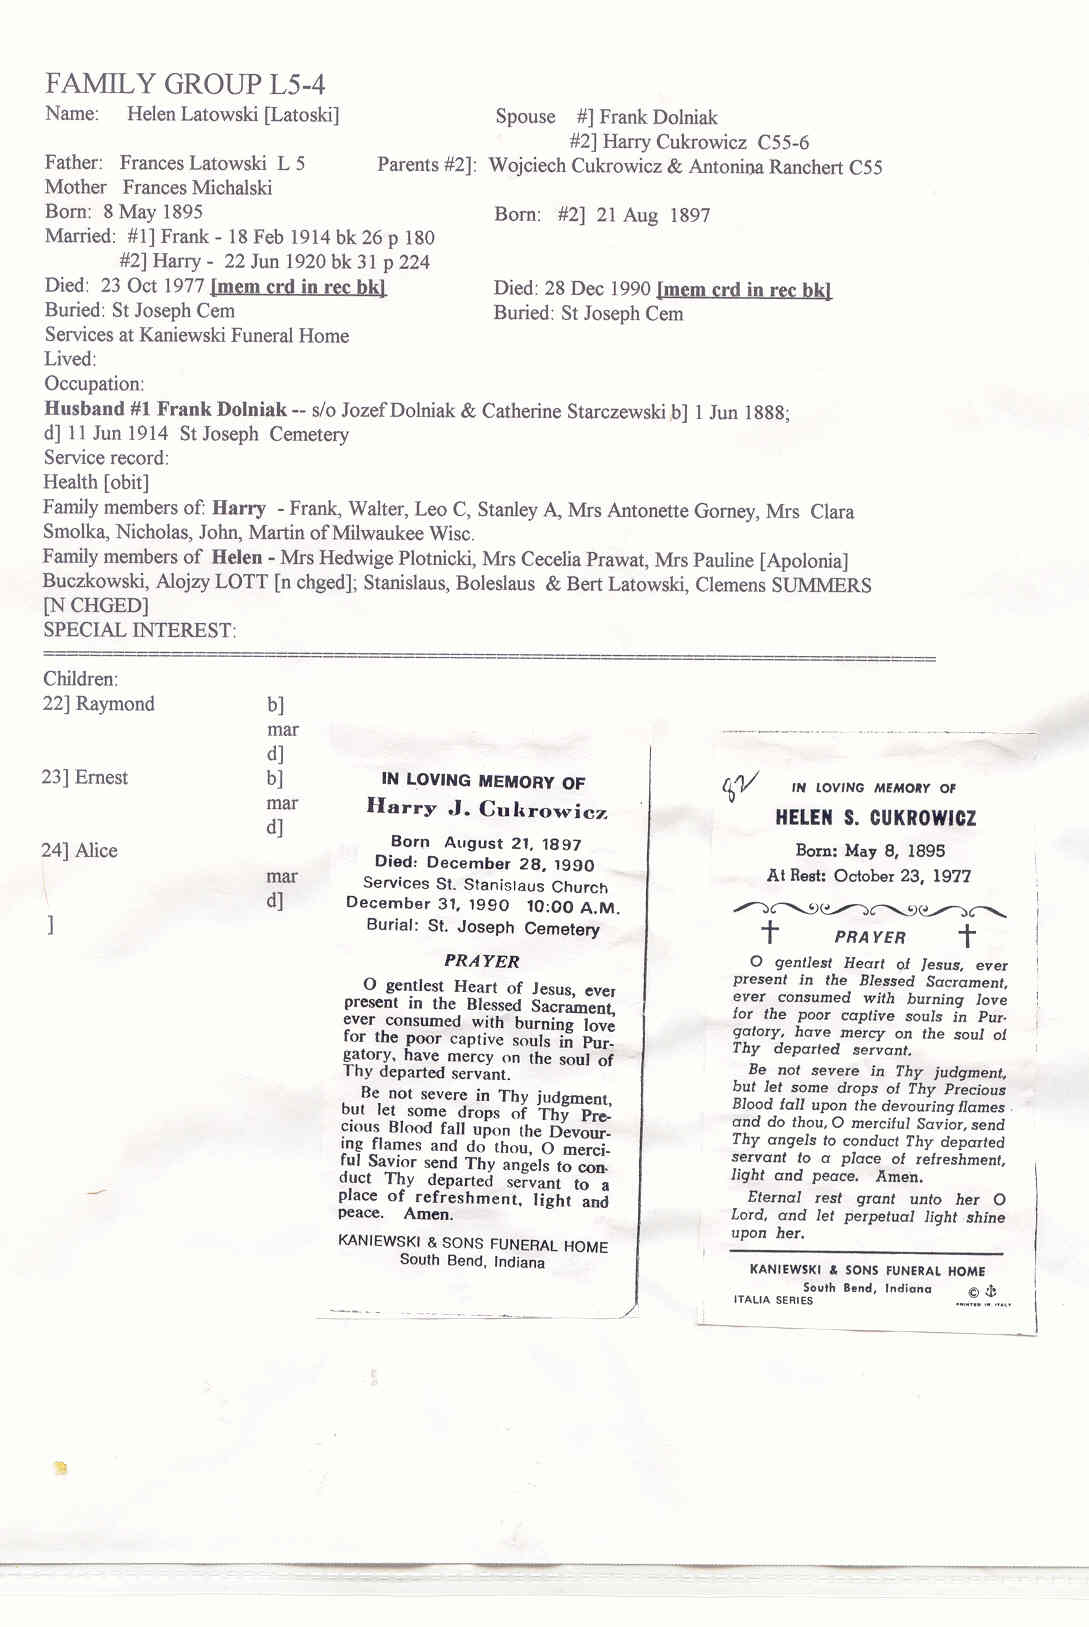 FAMILY GROUP L5-4
Name: Helen Latowski [Latoski] Spouse #] Frank Dolniak
#2] Harry Cukrowicz C55-6
Father: Frances Latowski L 5 Parents #2]: Wojciech Cukrowicz & Antonina Ranchert C55
Mother Frances Michalski
Born: 8 May 1895 Born: #2] 21 Aug 1897
Married: #1] Frank - 18 Feb 1914 bk 26 p 180
#2] Harry - 22 Jun 1920 bk 31 p 224
Died: 23 Oct 1977 [mem crd in rec bk] Died: 28 Dec 1990 [mem crd in rec bk]
Buried: St Joseph Cem Buried: St Joseph Cem
Services at Kaniewski Funeral Home
Lived:
Occupation:
Husband #1 Frank Dolniak -- s/o Jozef Dolniak & Catherine Starczewski b] 1 Jun 1888;
d] 11 Jun 1914 St Joseph Cemetery
Service record:
Health [obit]
Family members of: Harry - Frank, Walter, Leo C, Stanley A, Mrs Antonette Gorney, Mrs Clara
Smolka, Nicholas, John, Martin of Milwaukee Wisc.
Family members of Helen - Mrs Hedwige Plotnicki, Mrs Cecelia Prawat, Mrs Pauline [Apolonia]
Buczkowski, Alojzy LOTT [n chged]; Stanislaus, Boleslaus & Bert Latowski, Clemens SUMMERS
[N CHGED]
SPECIAL INTEREST:
Children:
22] Raymond b]
mar
d]
23] Ernest b]
mar
d]
24] Alice
mar
d]
]
IN LOVING MEMORY OF
Harry J. Cukrowicz
Born August 21, 1897
Died: December 28, 1990
Services St. Stanislaus Church
December 31, 1990 10:00 A.M.
Burial: St. Joseph Cemetery
PRAYER
O gentlest Heart of Jesus, ever
present in the Blessed Sacrament,
ever consumed with burning love
for the poor captive souls in Pur-
gatory, have mercy on the soul of
Thy departed servant.
Be not severe in Thy judgment,
but let some drops of Thy Pre-
cious Blood fall upon the Devour-
ing flames and do thou, O merci-
ful Savior send Thy angels to con-
duct Thy departed servant to a
place of refreshment, light and
peace. Amen.
KANIEWSKI & SONS FUNERAL HOME
South Bend, Indiana
82
IN LOVING MEMORY OF
HELEN S. CUKROWICZ
Born: May 8, 1895
At Rest: October 23, 1977
PRAYER
O gentlest Heart of Jesus, ever
present in the Blessed Sacrament,
ever consumed with burning love
for the poor captive souls in Pur-
gatory, have mercy on the soul of
Thy departed servant.
Be not severe in Thy judgment,
but let some drops of Thy Precious
Blood fall upon the devouring flames
and do thou, O merciful Savior, send
Thy angels to conduct Thy departed
servant to a place of refreshment,
light and peace. Amen.
Eternal rest grant unto her O
Lord, and let perpetual light shine
upon her.
KANIEWSKI & SONS FUNERAL HOME
South Bend, Indiana ©
ITALIA SERIES PRINTED IN ITALY